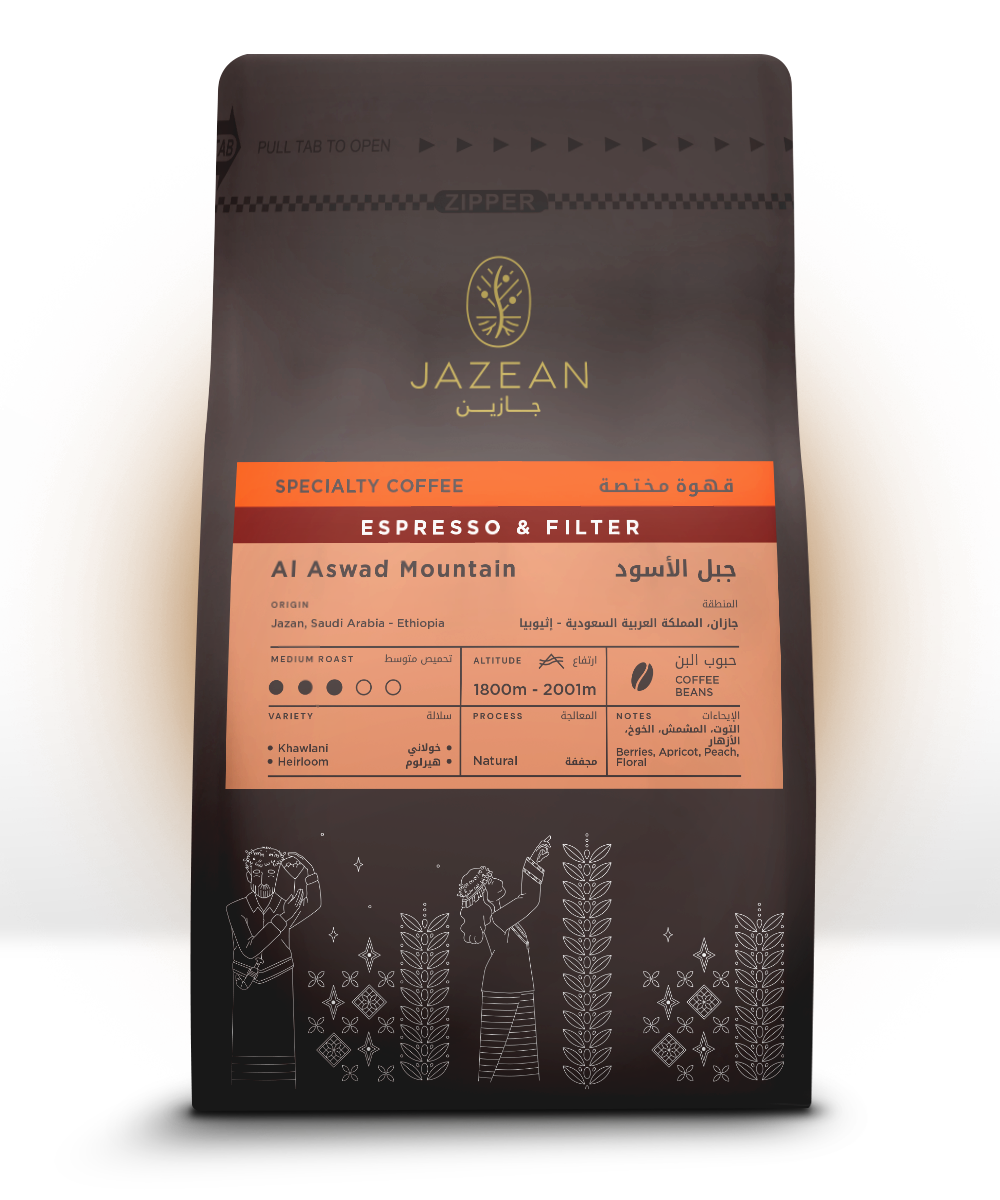 TAB
PULL TAB TO OPEN
ZIPPER
JAZEAN
جازين
SPECIALTY COFFEE قهوة مختصة
ESPRESSO & FILTER
Al Aswad Mountain جبل الأسود
ORIGIN المنطقة
Jazan, Saudi Arabia - Ethiopia جازان، المملكة العربية السعودية - إثيوبيا
MEDIUM ROAST تحميص متوسط
ALTITUDE ارتفاع
1800m - 2001m
حبوب البن
COFFEE
BEANS
VARIETY سلالة
• Khawlani خولاني •
• Heirloom هيرلوم •
PROCESS المعالجة
Natural مجففة
NOTES الإيحاءات
التوت، المشمش، الخوخ،
الأزهار
Berries, Apricot, Peach,
Floral